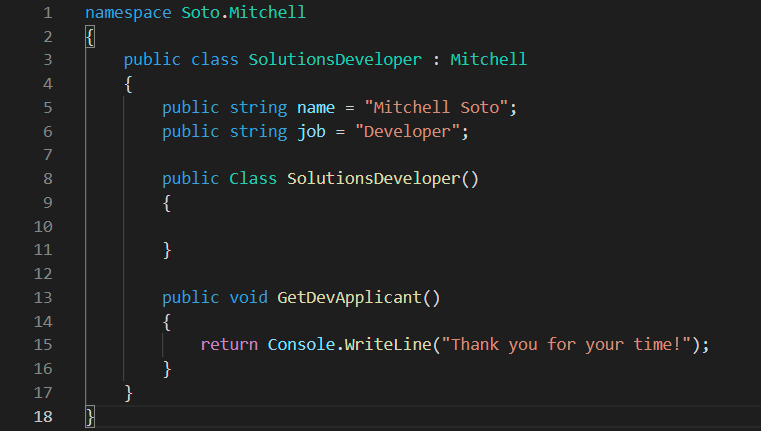 1 namespace Soto.Mitchell
2 {
3     public class SolutionsDeveloper : Mitchell
4     {
5         public string name = "Mitchell Soto";
6         public string job = "Developer";
7
8         public Class SolutionsDeveloper()
9         {
10
11         }
12
13         public void GetDevApplicant()
14         {
15             return Console.WriteLine("Thank you for your time!");
16         }
17     }
18 }